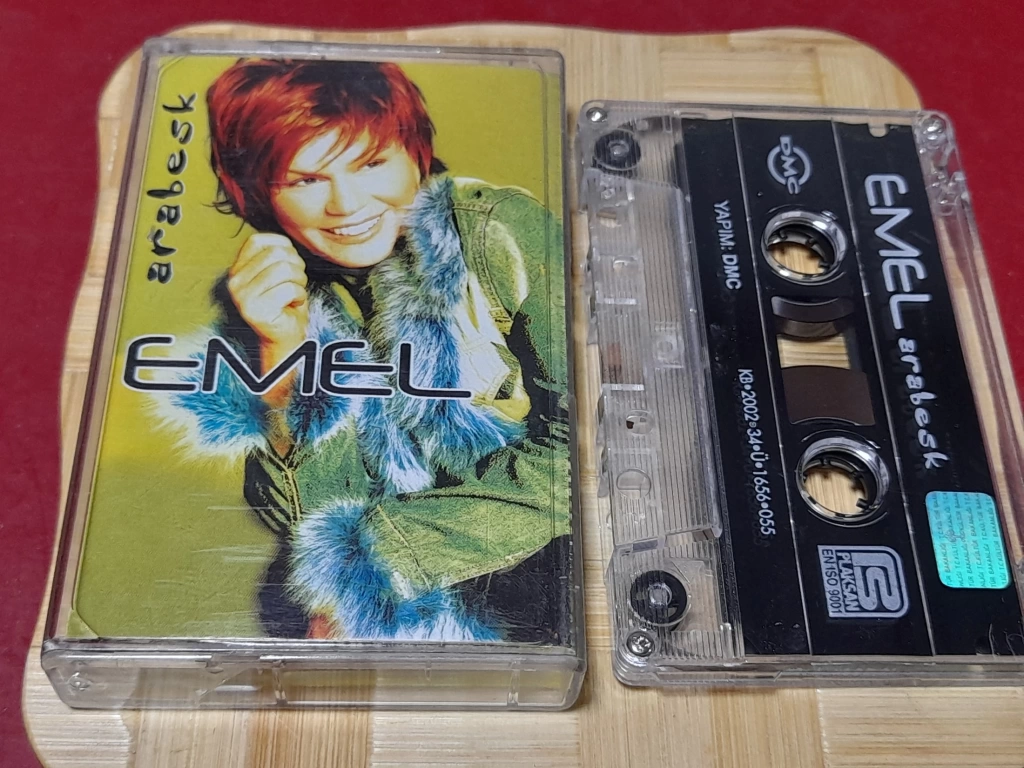 arabesk
EMEL
DMC
EMEL arabesk
YAPIM: DMC
KB•2002•34•Ü•1656•055
PLAKSAN
EN ISO 9001